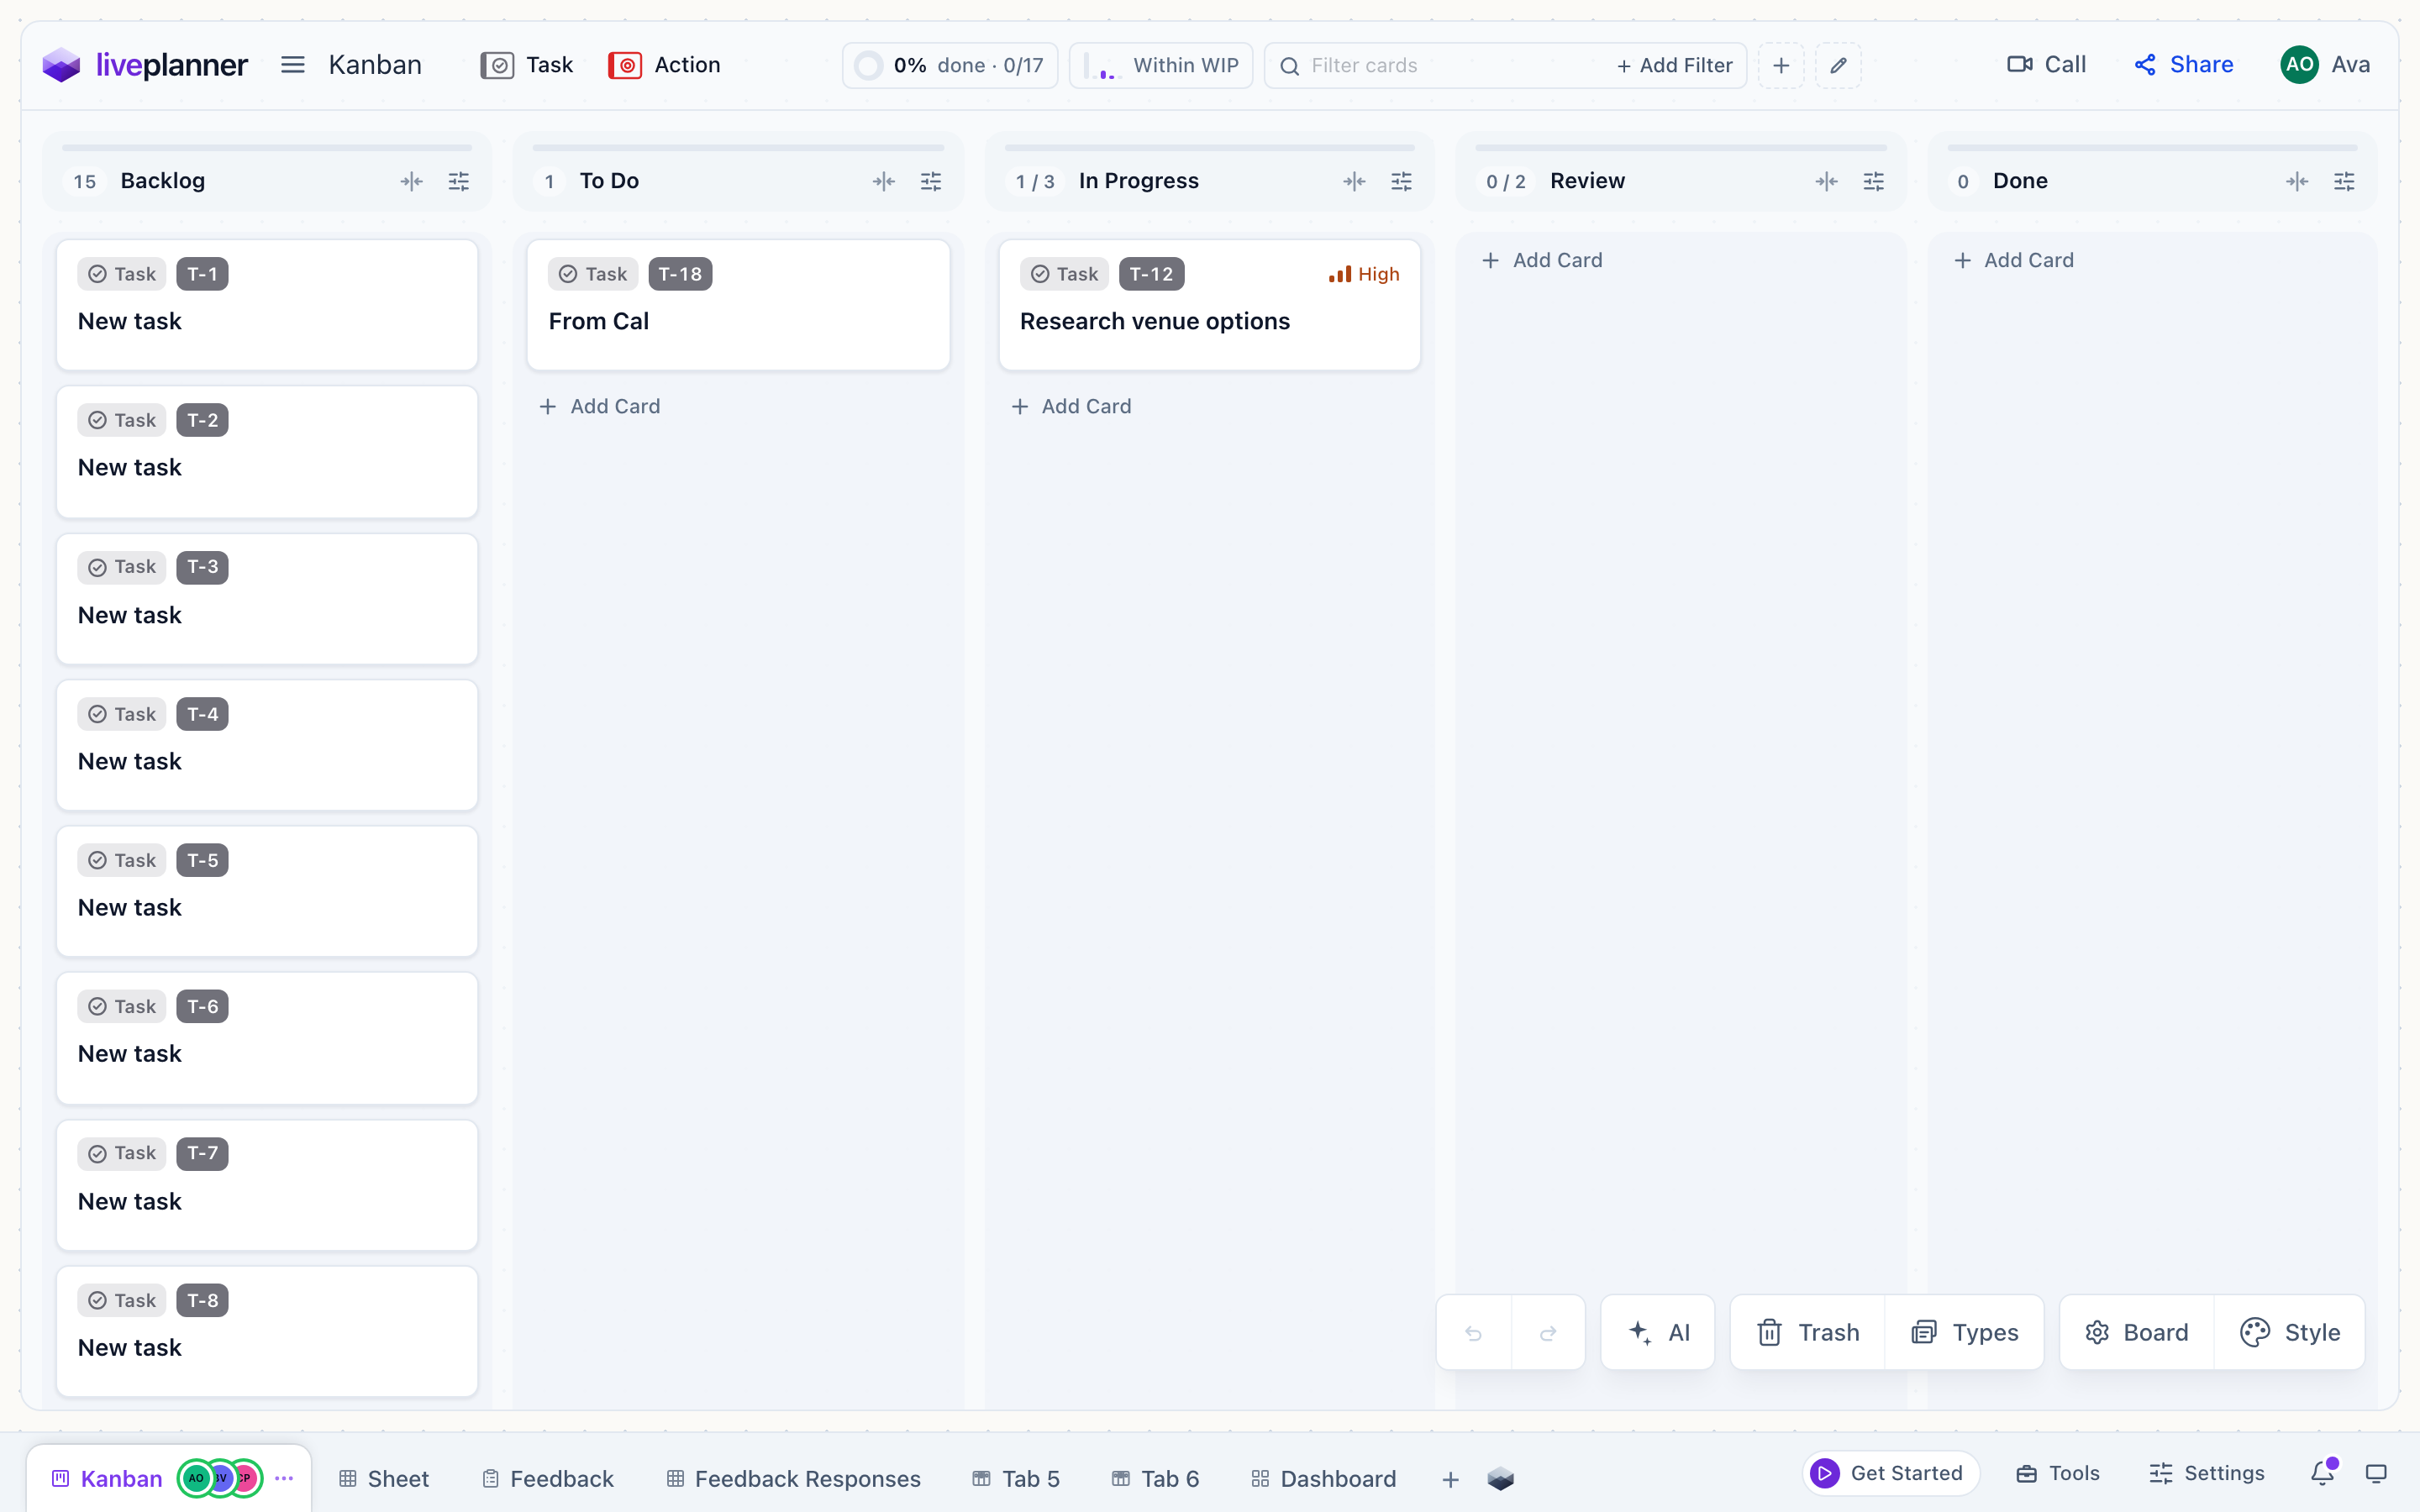 liveplanner
Kanban
Task
Action
0% done · 0/17
Within WIP
Filter cards
+ Add Filter
Call
Share
AO
Ava
15 Backlog
1 To Do
1 / 3 In Progress
0 / 2 Review
0 Done
Task T-1
New task
Task T-2
New task
Task T-3
New task
Task T-4
New task
Task T-5
New task
Task T-6
New task
Task T-7
New task
Task T-8
New task
Task T-18
From Cal
+ Add Card
Task T-12 High
Research venue options
+ Add Card
+ Add Card
+ Add Card
AI
Trash
Types
Board
Style
Kanban
AO BV CP
Sheet
Feedback
Feedback Responses
Tab 5
Tab 6
Dashboard
Get Started
Tools
Settings